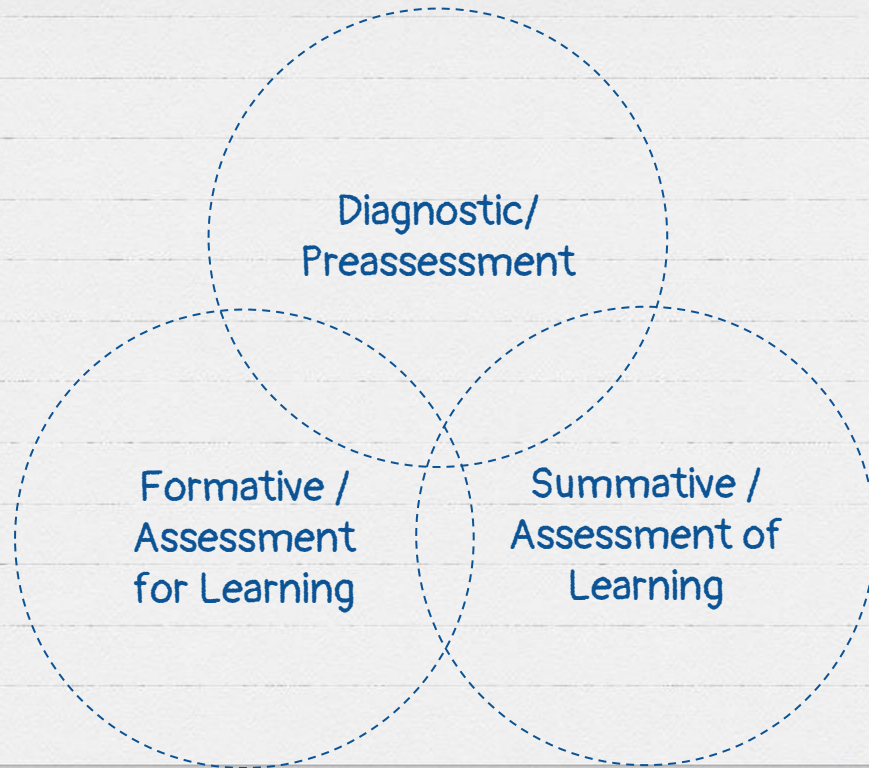 Diagnostic/
Preassessment
Formative /
Assessment
for Learning
Summative /
Assessment of
Learning